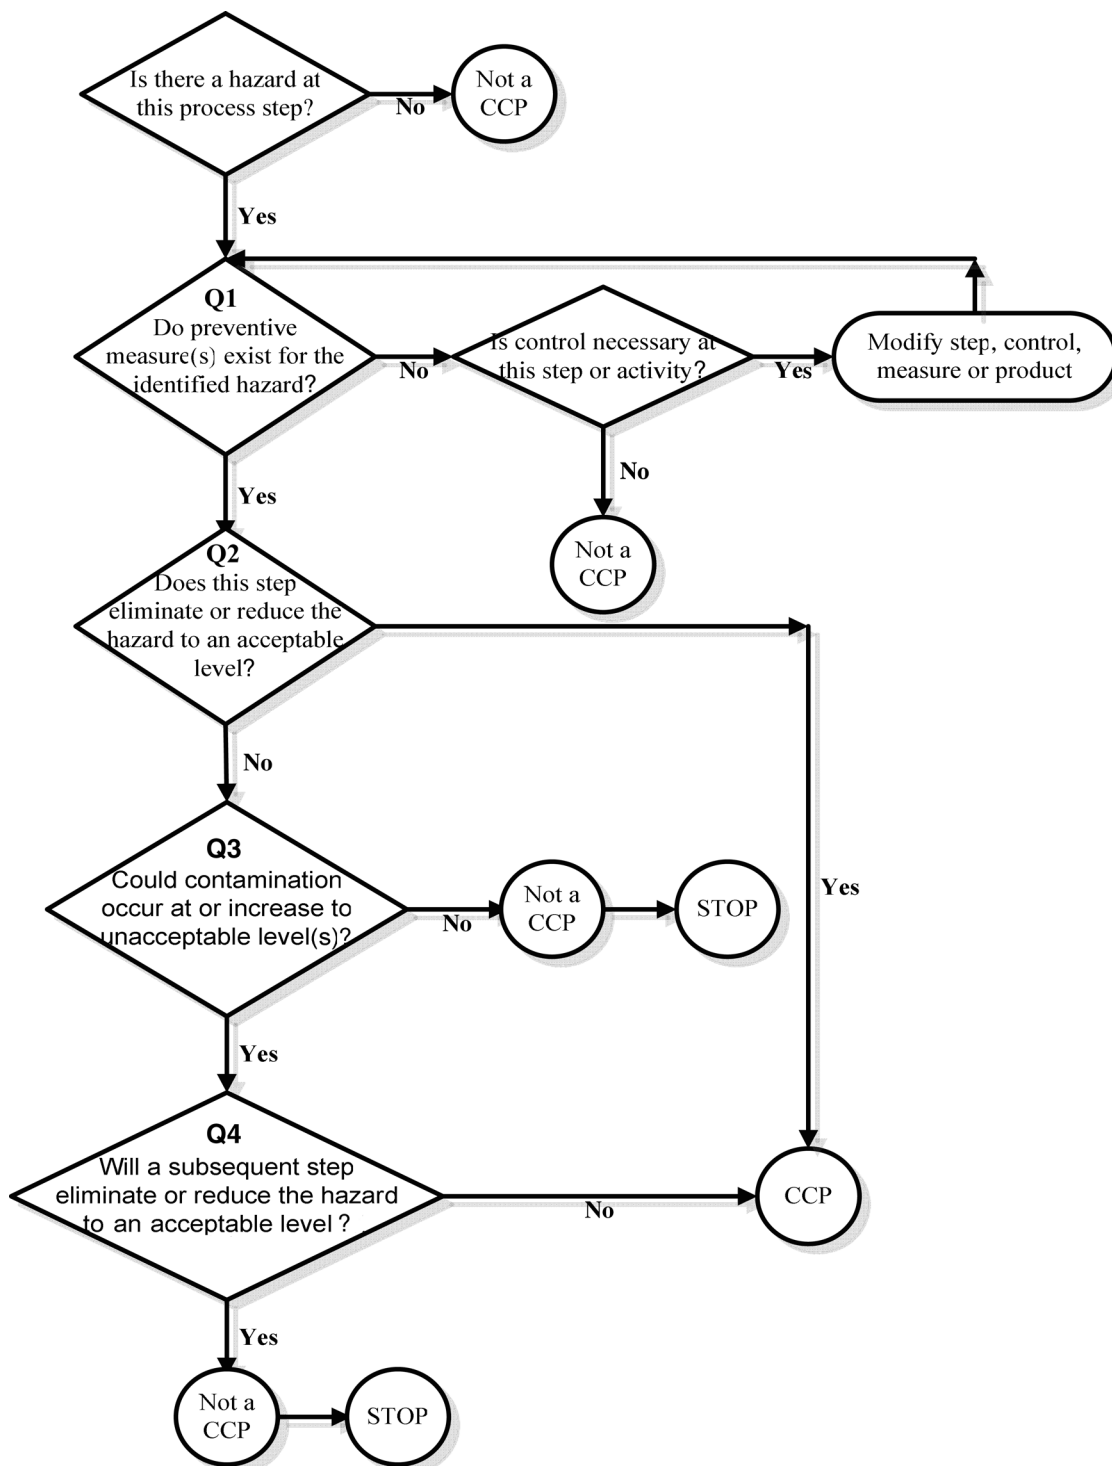 Is there a hazard at
this process step?
No
Not a
CCP
Yes
Q1
Do preventive
measure(s) exist for the
identified hazard?
No
Is control necessary at
this step or activity?
Yes
Modify step, control,
measure or product
No
Not a
CCP
Yes
Q2
Does this step
eliminate or reduce the
hazard to an acceptable
level?
Yes
No
Q3
Could contamination
occur at or increase to
unacceptable level(s)?
No
Not a
CCP
STOP
Yes
Q4
Will a subsequent step
eliminate or reduce the hazard
to an acceptable level ? .
No
CCP
Yes
Not a
CCP
STOP